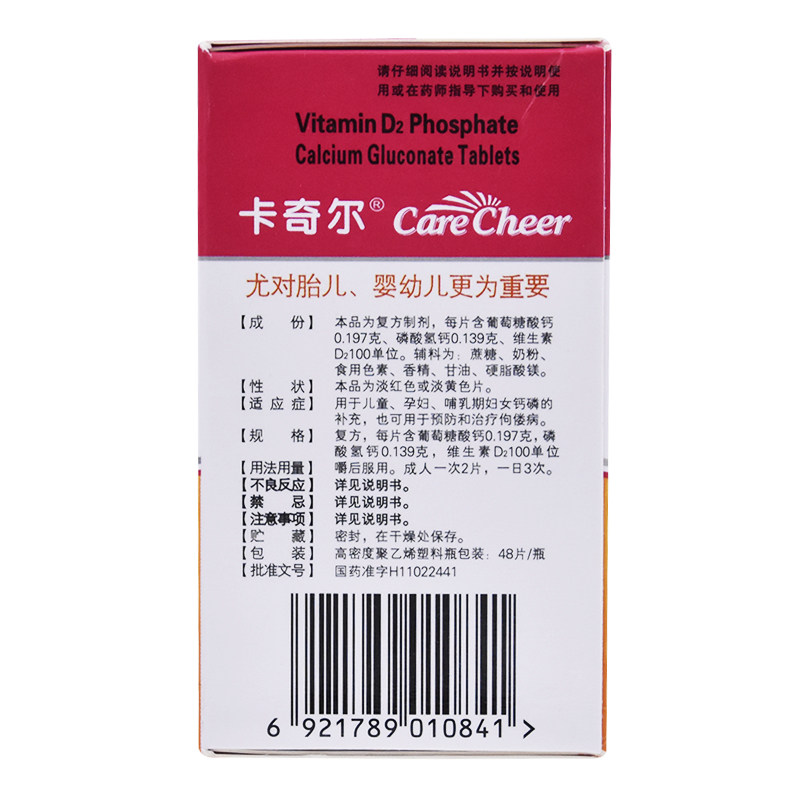 请仔细阅读说明书并按说明使
用或在药师指导下购买和使用
Vitamin D2 Phosphate
Calcium Gluconate Tablets
卡奇尔® Care Cheer
尤对胎儿、婴幼儿更为重要
【成 份】 本品为复方制剂，每片含葡萄糖酸钙
0.197克、磷酸氢钙0.139克、维生素
D2100单位。辅料为：蔗糖、奶粉、
食用色素、香精、甘油、硬脂酸镁。
【性 状】 本品为淡红色或淡黄色片。
【适应症】 用于儿童、孕妇、哺乳期妇女钙磷的
补充，也可用于预防和治疗佝偻病。
【规 格】 复方，每片含葡萄糖酸钙0.197克，磷
酸氢钙0.139克，维生素D2100单位
【用法用量】 嚼后服用。成人一次2片，一日3次。
【不良反应】 详见说明书。
【禁 忌】 详见说明书。
【注意事项】 详见说明书。
【贮 藏】 密封，在干燥处保存。
【包 装】 高密度聚乙烯塑料瓶包装：48片/瓶
【批准文号】 国药准字H11022441
6 921789 010841 >